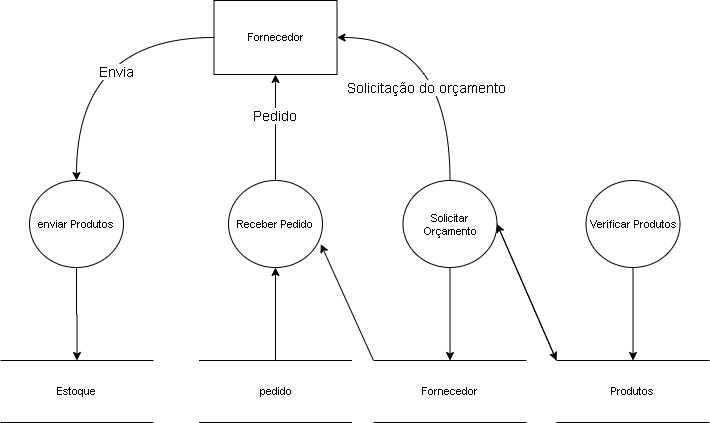 Fornecedor
Envia
Solicitação do orçamento
Pedido
enviar Produtos
Receber Pedido
Solicitar
Orçamento
Verificar Produtos
Estoque
pedido
Fornecedor
Produtos